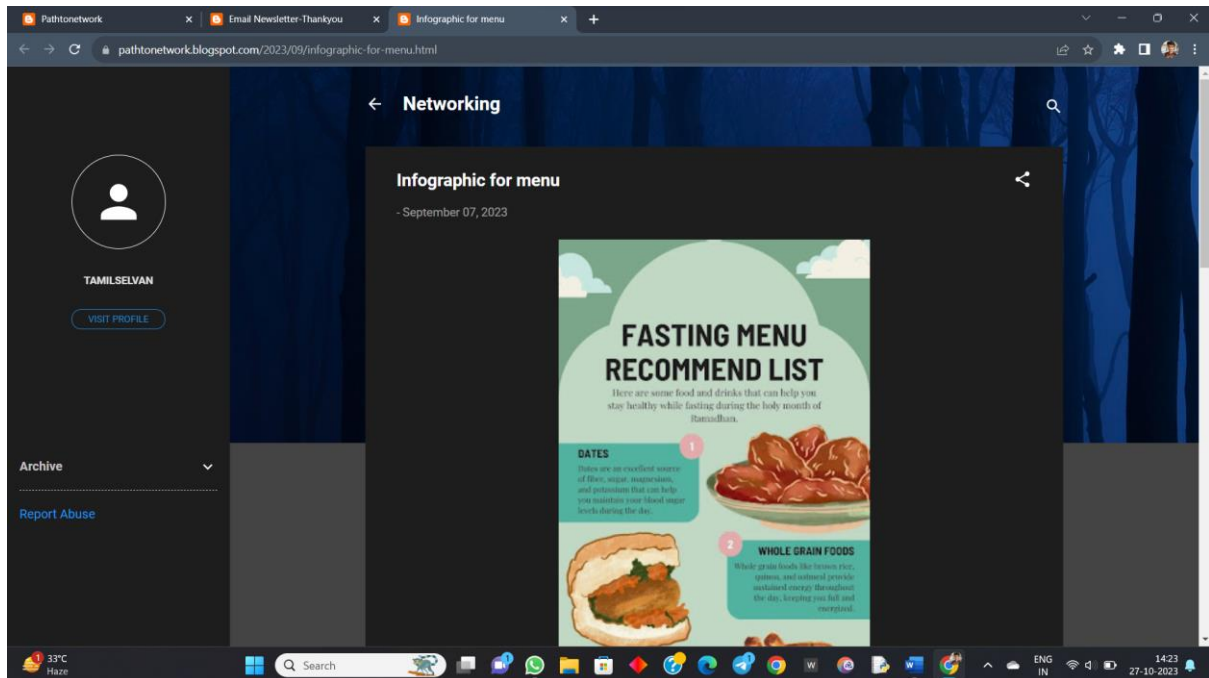 Pathtonetwork
Email Newsletter-Thankyou
Infographic for menu
pathtonetwork.blogspot.com/2023/09/infographic-for-menu.html
Networking
TAMILSELVAN
VISIT PROFILE
Archive
Report Abuse
Infographic for menu
- September 07, 2023
FASTING MENU
RECOMMEND LIST
Here are some food and drinks that can help you
stay healthy while fasting during the holy month of
Ramadhan.
1
DATES
Dates are an excellent source
of fibre, sugar, magnesium,
and potassium that can help
you maintain your blood sugar
levels during the day.
2
WHOLE GRAIN FOODS
Whole grain foods like brown rice,
quinoa, and oatmeal provide
sustained energy throughout
the day, keeping you full and
energized.
1
33°C
Haze
Search
ENG
IN
14:23
27-10-2023